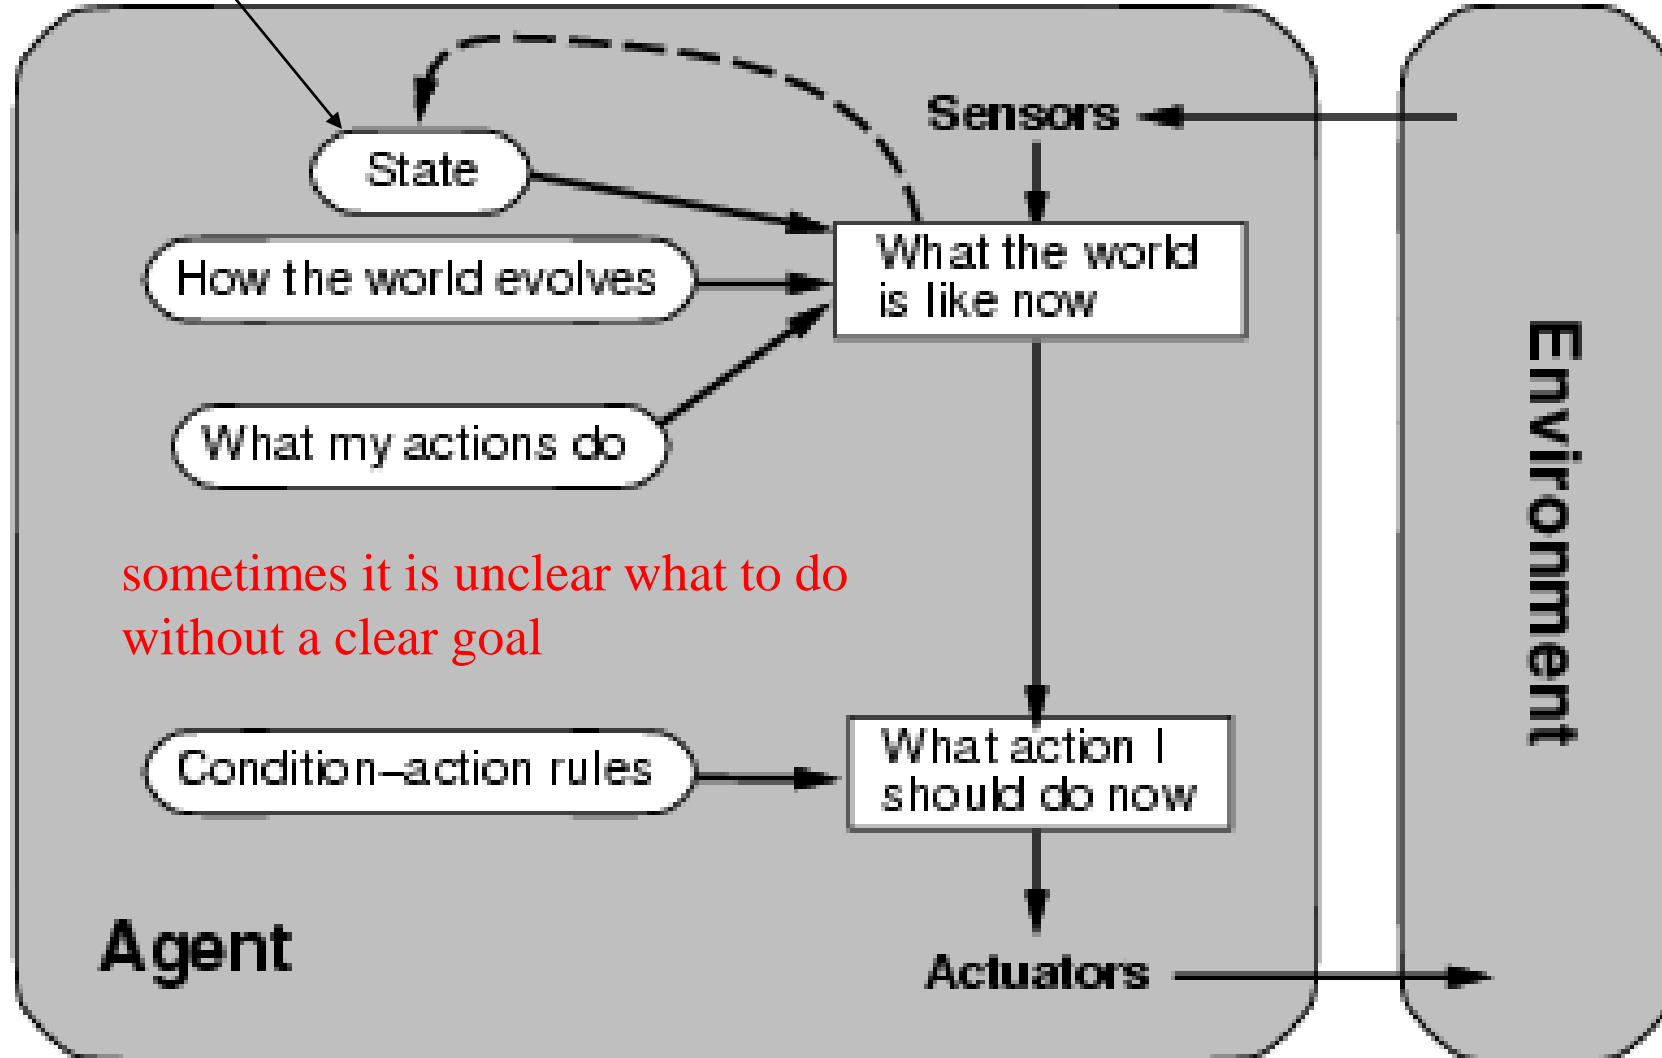 Sensors
State
What the world
is like now
How the world evolves
What my actions do
sometimes it is unclear what to do
without a clear goal
Condition–action rules
What action I
should do now
Agent
Actuators
Environment